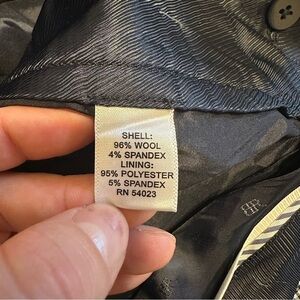 SHELL:
96% WOOL
4% SPANDEX
LINING:
95% POLYESTER
5% SPANDEX
RN 54023